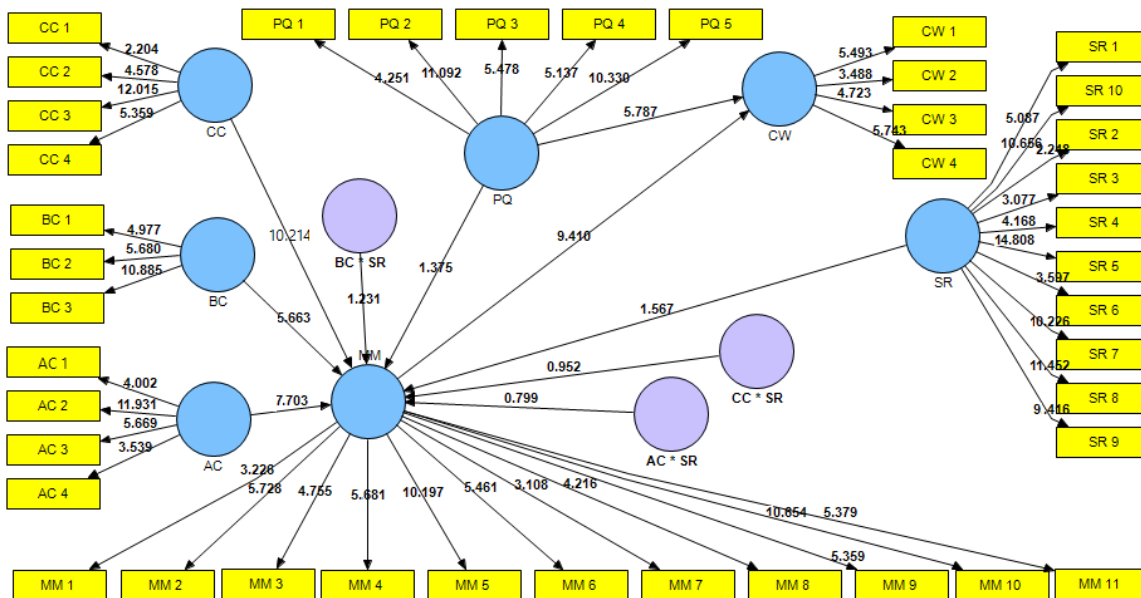 PQ 1 PQ 2 PQ 3 PQ 4 PQ 5
CC 1
CC 2
CC 3
CC 4
2.204
4.578
12.015
5.359
CC
4.251
11.092
5.478
5.137
10.330
PQ
5.787
CW
5.493
3.488
4.723
5.743
CW 1
CW 2
CW 3
CW 4
SR 1
SR 10
SR 2
SR 3
SR 4
SR 5
SR 6
SR 7
SR 8
SR 9
5.087
10.656
2.248
3.077
4.168
14.808
3.597
10.226
11.452
9.416
SR
BC 1
BC 2
BC 3
4.977
5.680
10.885
BC
10.214
BC * SR
1.231
1.375
9.410
1.567
5.663
MM
0.952
CC * SR
0.799
AC * SR
AC 1
AC 2
AC 3
AC 4
4.002
11.931
5.669
3.539
AC
7.703
3.226
5.728
4.755
5.681
10.197
5.461
3.108
4.216
5.359
10.654
5.379
MM 1 MM 2 MM 3 MM 4 MM 5 MM 6 MM 7 MM 8 MM 9 MM 10 MM 11